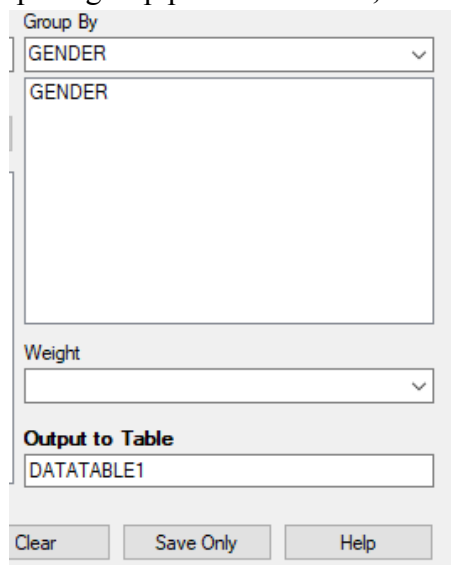 Group By
GENDER
GENDER
Weight
Output to Table
DATATABLE1
Clear Save Only Help